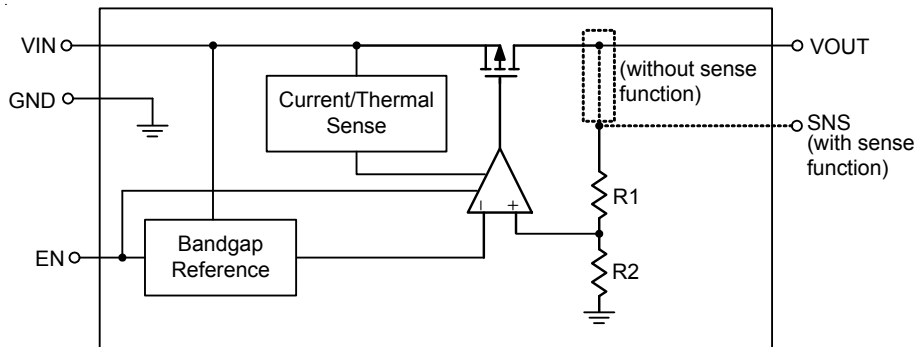 VIN
VOUT
(without sense
function)
GND
Current/Thermal
Sense
SNS
(with sense
function)
R1
− +
EN
Bandgap
Reference
R2